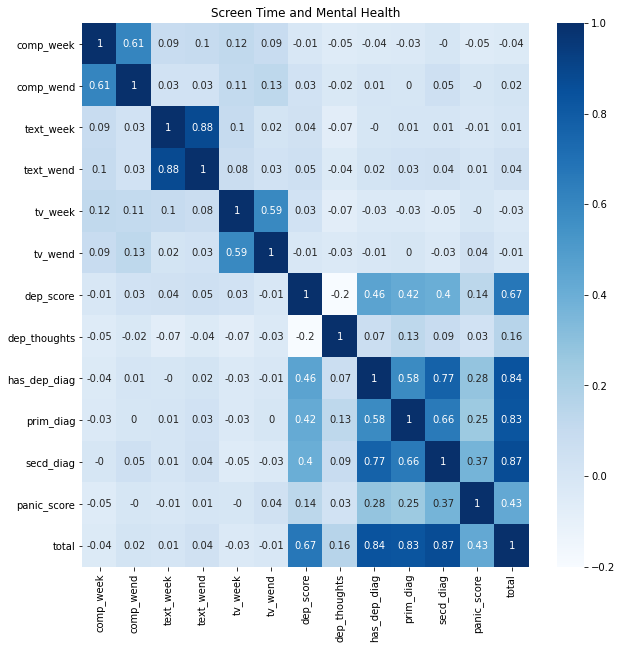 Screen Time and Mental Health
comp_week 1 0.61 0.09 0.1 0.12 0.09 -0.01 -0.05 -0.04 -0.03 -0 -0.05 -0.04
comp_wend 0.61 1 0.03 0.03 0.11 0.13 0.03 -0.02 0.01 0 0.05 -0 0.02
text_week 0.09 0.03 1 0.88 0.1 0.02 0.04 -0.07 -0 0.01 0.01 -0.01 0.01
text_wend 0.1 0.03 0.88 1 0.08 0.03 0.05 -0.04 0.02 0.03 0.04 0.01 0.04
tv_week 0.12 0.11 0.1 0.08 1 0.59 0.03 -0.07 -0.03 -0.03 -0.05 -0 -0.03
tv_wend 0.09 0.13 0.02 0.03 0.59 1 -0.01 -0.03 -0.01 0 -0.03 0.04 -0.01
dep_score -0.01 0.03 0.04 0.05 0.03 -0.01 1 -0.2 0.46 0.42 0.4 0.14 0.67
dep_thoughts -0.05 -0.02 -0.07 -0.04 -0.07 -0.03 -0.2 1 0.07 0.13 0.09 0.03 0.16
has_dep_diag -0.04 0.01 -0 0.02 -0.03 -0.01 0.46 0.07 1 0.58 0.77 0.28 0.84
prim_diag -0.03 0 0.01 0.03 -0.03 0 0.42 0.13 0.58 1 0.66 0.25 0.83
secd_diag -0 0.05 0.01 0.04 -0.05 -0.03 0.4 0.09 0.77 0.66 1 0.37 0.87
panic_score -0.05 -0 -0.01 0.01 -0 0.04 0.14 0.03 0.28 0.25 0.37 1 0.43
total -0.04 0.02 0.01 0.04 -0.03 -0.01 0.67 0.16 0.84 0.83 0.87 0.43 1
comp_week comp_wend text_week text_wend tv_week tv_wend dep_score dep_thoughts has_dep_diag prim_diag secd_diag panic_score total
1.0
0.8
0.6
0.4
0.2
0.0
−0.2